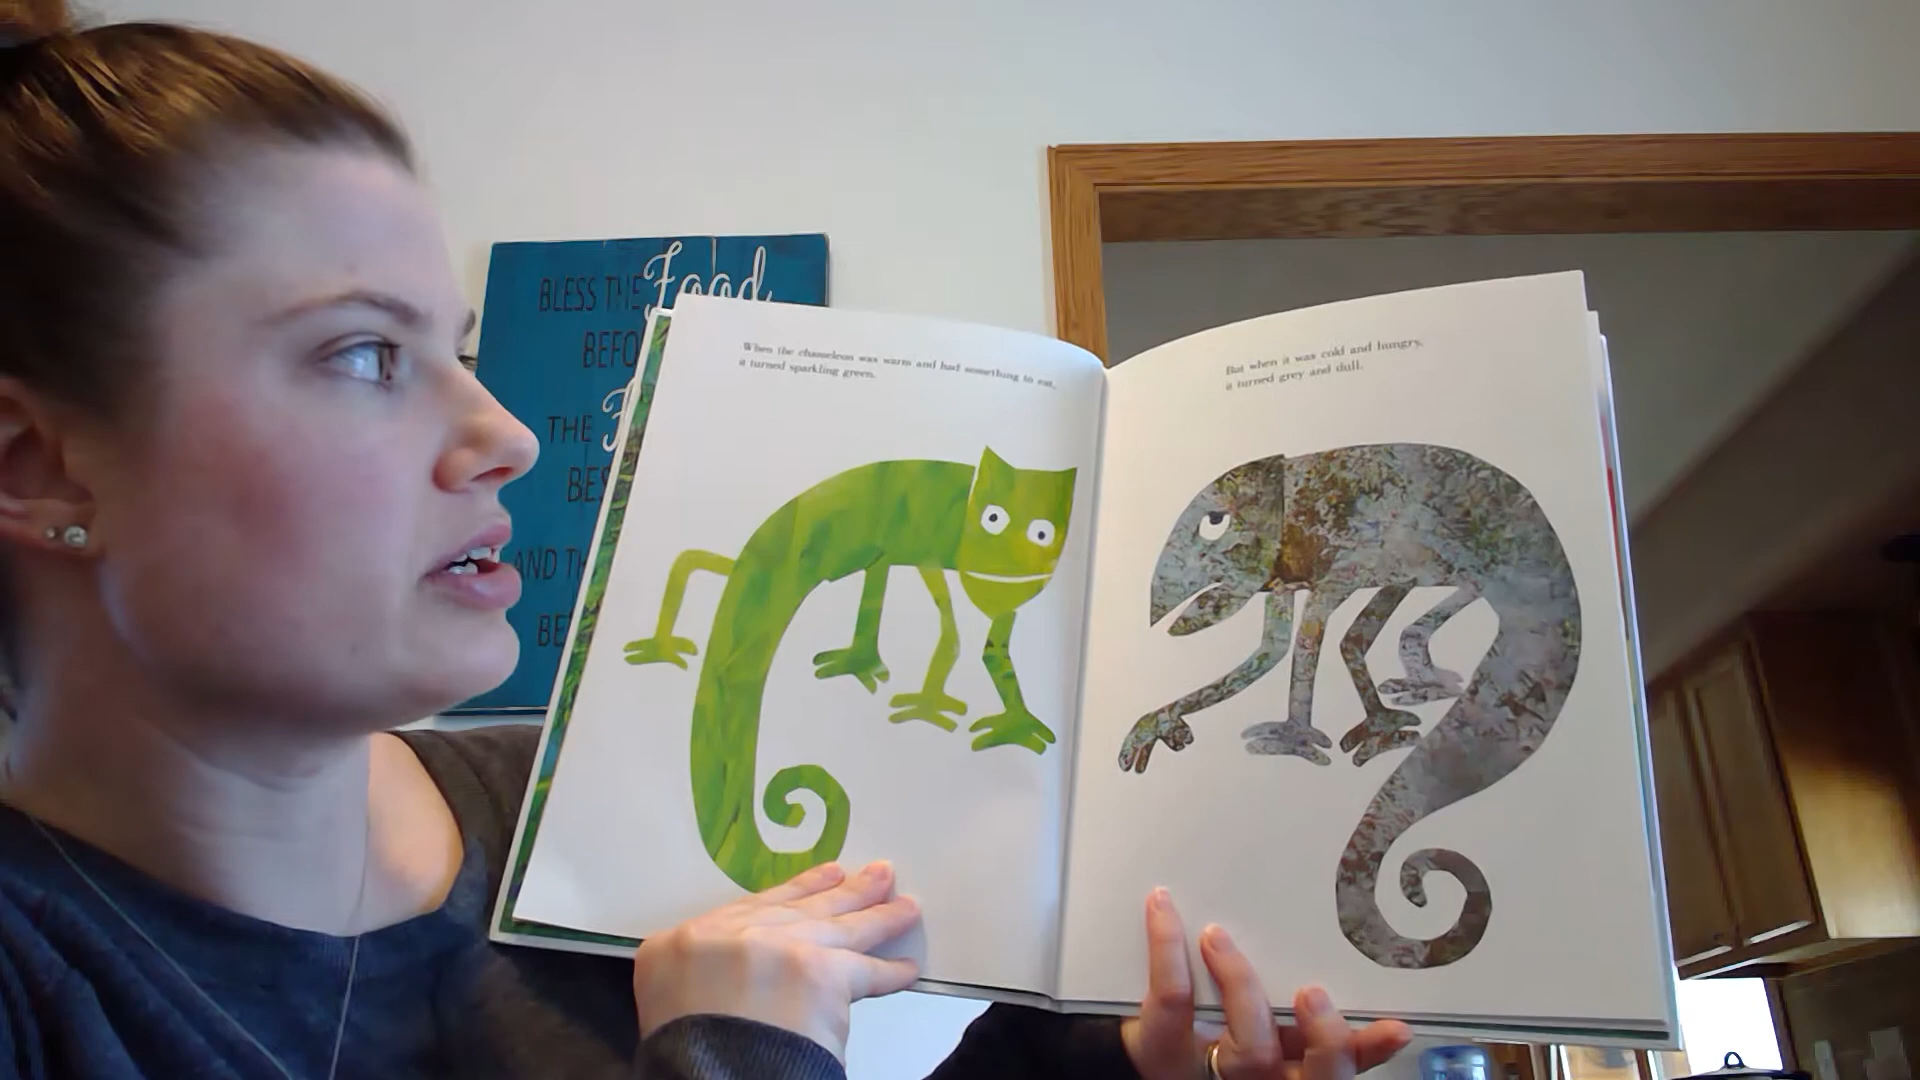 BLESS THE Food
BEFO
THE
BES
AND TH
BE
When the chameleon was warm and had something to eat,
it turned sparkling green.
But when it was cold and hungry,
it turned grey and dull.